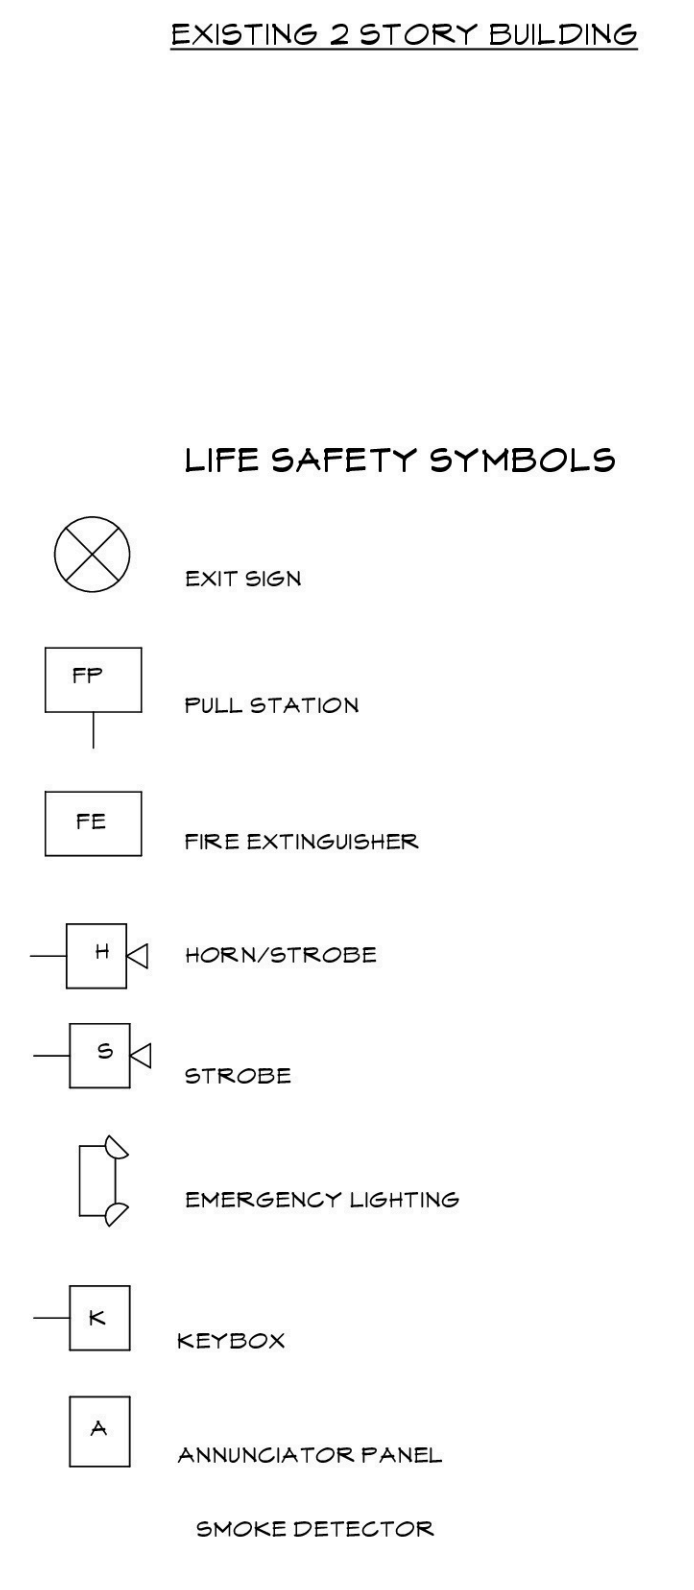 EXISTING 2 STORY BUILDING
LIFE SAFETY SYMBOLS
EXIT SIGN
FP
PULL STATION
FE
FIRE EXTINGUISHER
H
HORN/STROBE
S
STROBE
EMERGENCY LIGHTING
K
KEYBOX
A
ANNUNCIATOR PANEL
SMOKE DETECTOR